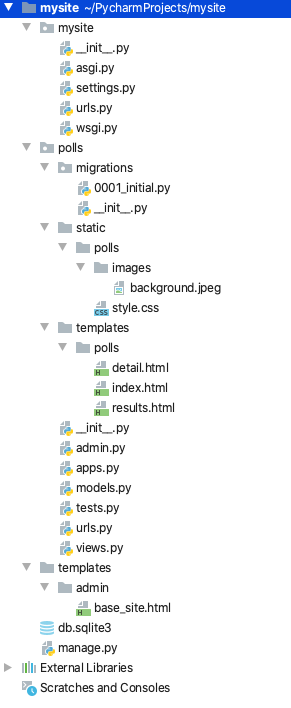 mysite ~/PycharmProjects/mysite
mysite
__init__.py
asgi.py
settings.py
urls.py
wsgi.py
polls
migrations
0001_initial.py
__init__.py
static
polls
images
background.jpeg
style.css
templates
polls
detail.html
index.html
results.html
__init__.py
admin.py
apps.py
models.py
tests.py
urls.py
views.py
templates
admin
base_site.html
db.sqlite3
manage.py
External Libraries
Scratches and Consoles